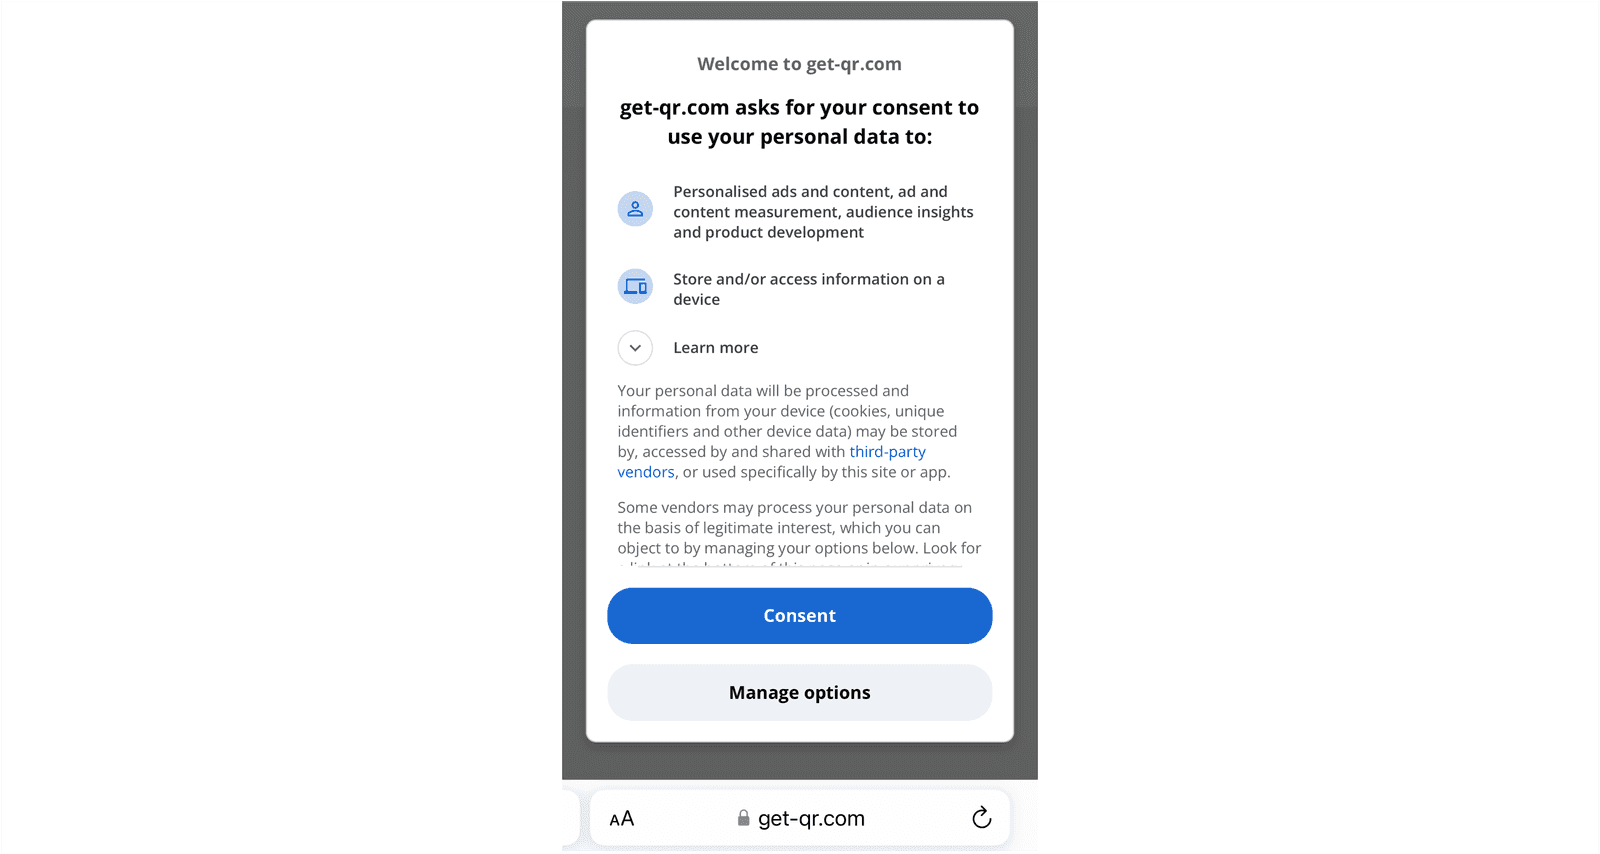 Welcome to get-qr.com
get-qr.com asks for your consent to
use your personal data to:
Personalised ads and content, ad and
content measurement, audience insights
and product development
Store and/or access information on a
device
Learn more
Your personal data will be processed and
information from your device (cookies, unique
identifiers and other device data) may be stored
by, accessed by and shared with third-party
vendors, or used specifically by this site or app.
Some vendors may process your personal data on
the basis of legitimate interest, which you can
object to by managing your options below. Look for
Consent
Manage options
AA get-qr.com